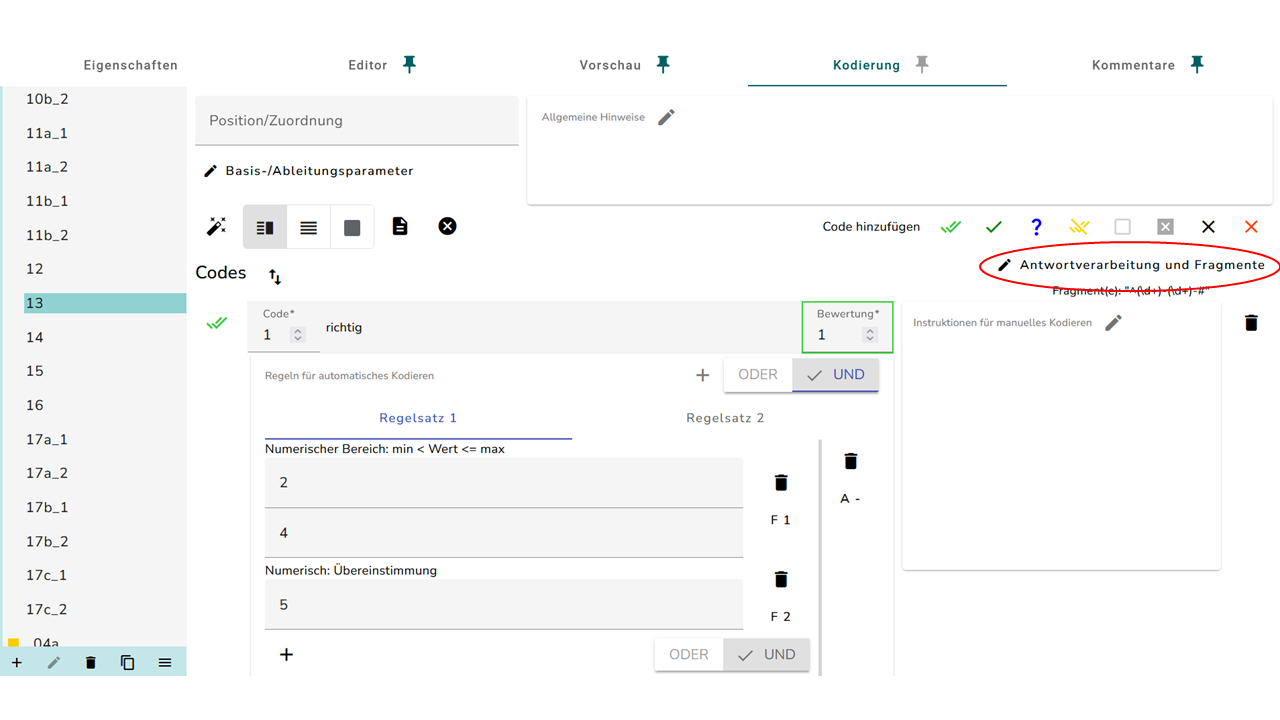 Eigenschaften
Editor
Vorschau
Kodierung
Kommentare
10b_2
11a_1
11a_2
11b_1
11b_2
12
13
14
15
16
17a_1
17a_2
17b_1
17b_2
17c_1
17c_2
04a
Position/Zuordnung
Allgemeine Hinweise
Basis-/Ableitungsparameter
Code hinzufügen
?
Codes
Antwortverarbeitung und Fragmente
Fragment(e): "^(\d+)-(\d+)-#"
Code*
1
richtig
Bewertung*
1
Instruktionen für manuelles Kodieren
Regeln für automatisches Kodieren
ODER
UND
Regelsatz 1
Regelsatz 2
Numerischer Bereich: min < Wert <= max
2
F 1
A -
4
Numerisch: Übereinstimmung
5
F 2
ODER
UND